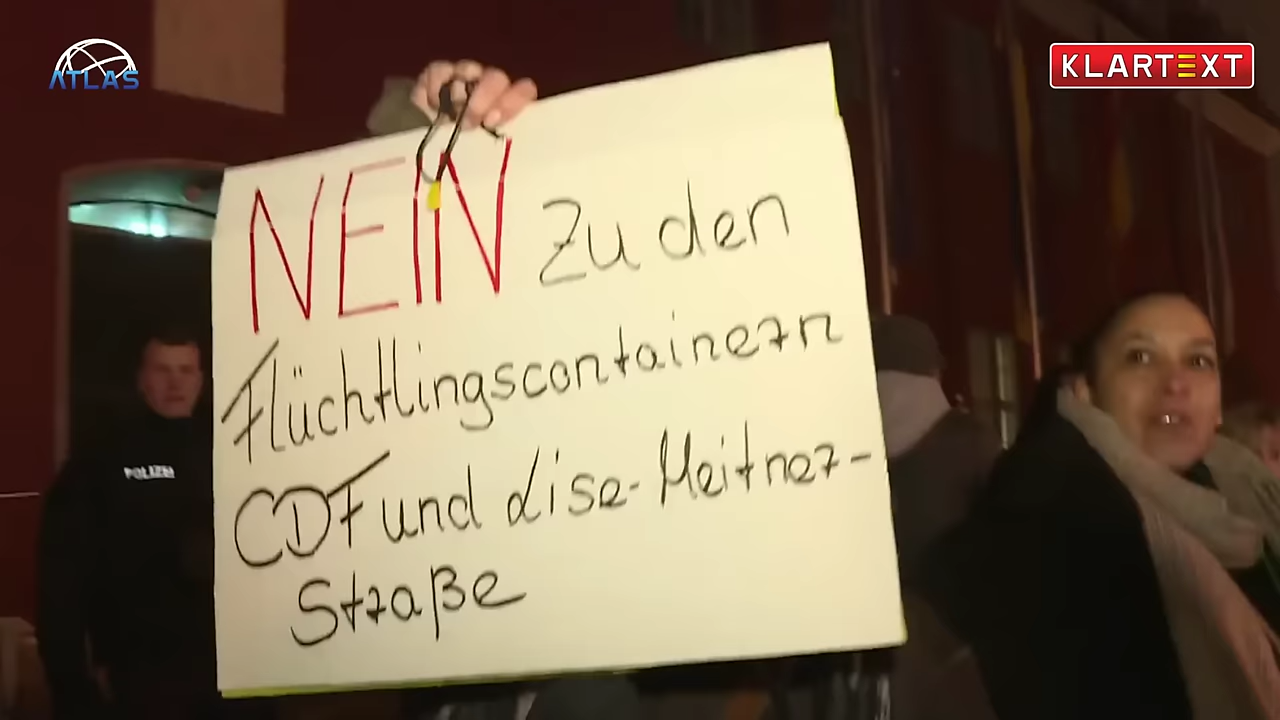 ATLAS
KLARTEXT
NEIN Zu den
Flüchtlingscontainern
CDF und Lise-Meitner-
Straße
POLIZEI